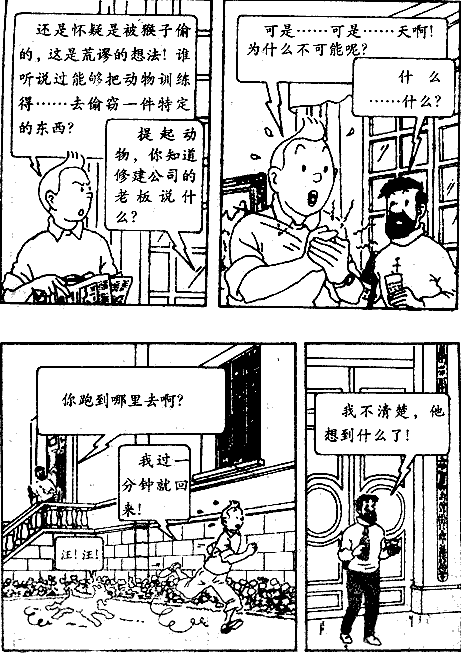 还是怀疑是被猴子偷
的，这是荒谬的想法！谁
听说过能够把动物训练
得……去偷窃一件特定
的东西？
提起动
物，你知道
修建公司的
老板说什
么？
可是……可是……天啊！
为什么不可能呢？
什么
……什么？
你跑到哪里去啊？
我过一
分钟就回
来！
汪！汪！
我不清楚，他
想到什么了！